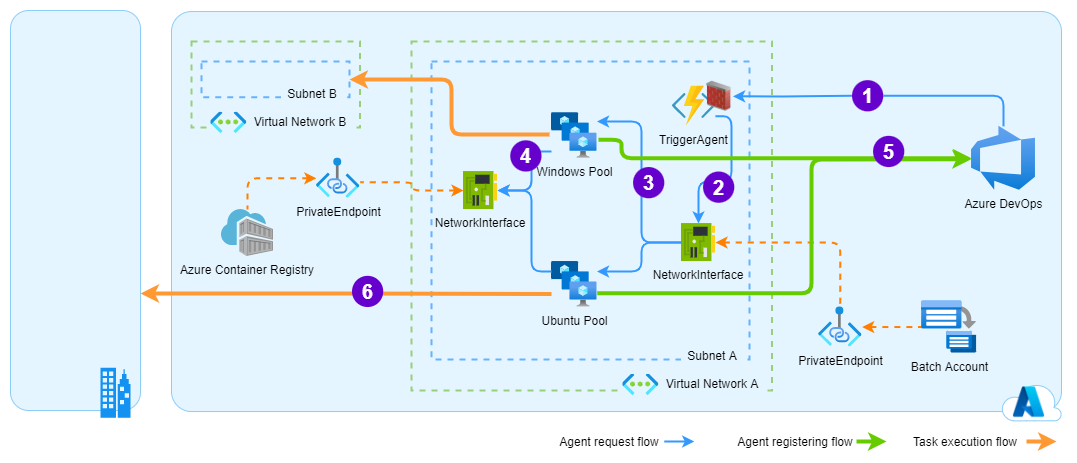 Subnet B
Virtual Network B
1
TriggerAgent
4
Windows Pool
5
3
2
Azure DevOps
PrivateEndpoint
NetworkInterface
Azure Container Registry
NetworkInterface
6
Ubuntu Pool
Subnet A
PrivateEndpoint
Batch Account
Virtual Network A
Agent request flow
Agent registering flow
Task execution flow